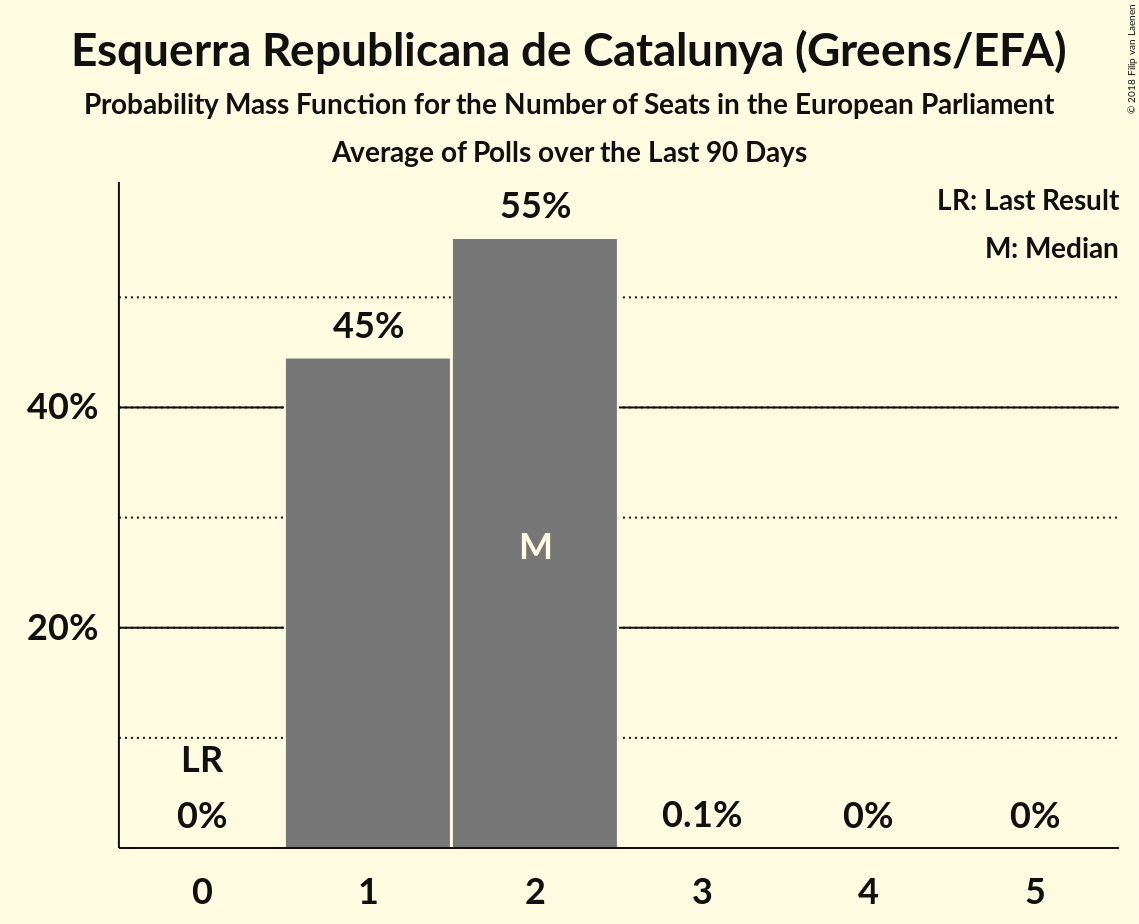 Esquerra Republicana de Catalunya (Greens/EFA)
Probability Mass Function for the Number of Seats in the European Parliament
Average of Polls over the Last 90 Days
© 2018 Filip van Laenen
LR: Last Result
M: Median
55%
45%
40%
M
20%
LR
0%
0.1%
0%
0%
0 1 2 3 4 5